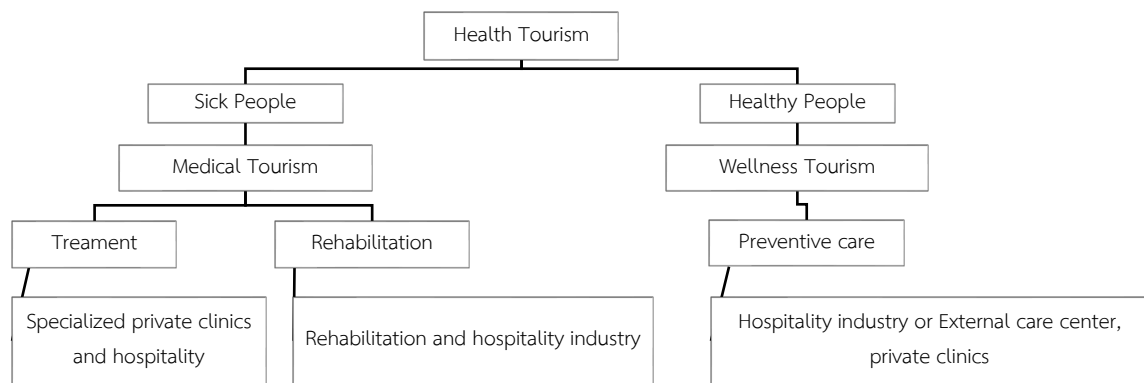 Health Tourism
Sick People
Healthy People
Medical Tourism
Wellness Tourism
Treament
Rehabilitation
Preventive care
Specialized private clinics
and hospitality
Rehabilitation and hospitality industry
Hospitality industry or External care center,
private clinics